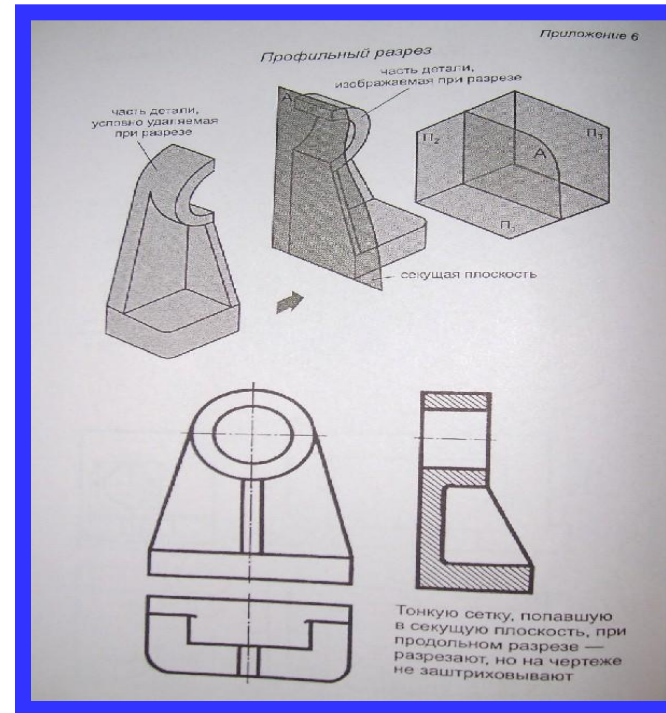 Приложение 6
Профильный разрез
часть детали,
изображаемая при разрезе
часть детали,
условно удаляемая
при разрезе
А
П₂
А
П₃
П₁
секущая плоскость
Тонкую сетку, попавшую
в секущую плоскость, при
продольном разрезе —
разрезают, но на чертеже
не заштриховывают